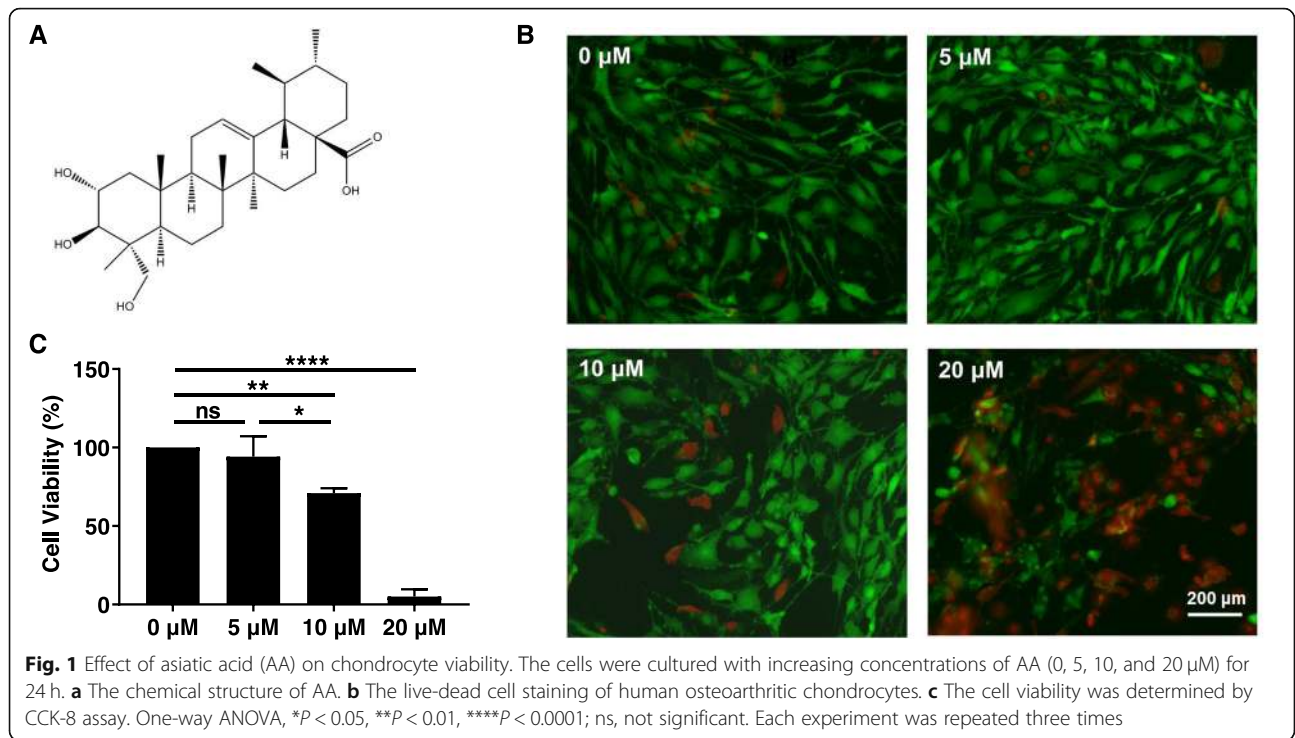 A
HO
HO
HO
H
H
H
O
OH
B
0 µM
5 µM
10 µM
20 µM
200 µm
C
Cell Viability (%)
150
100
50
0
****
**
ns
*
0 µM
5 µM
10 µM
20 µM
Fig. 1 Effect of asiatic acid (AA) on chondrocyte viability. The cells were cultured with increasing concentrations of AA (0, 5, 10, and 20 µM) for
24 h. a The chemical structure of AA. b The live-dead cell staining of human osteoarthritic chondrocytes. c The cell viability was determined by
CCK-8 assay. One-way ANOVA, *P < 0.05, **P < 0.01, ****P < 0.0001; ns, not significant. Each experiment was repeated three times